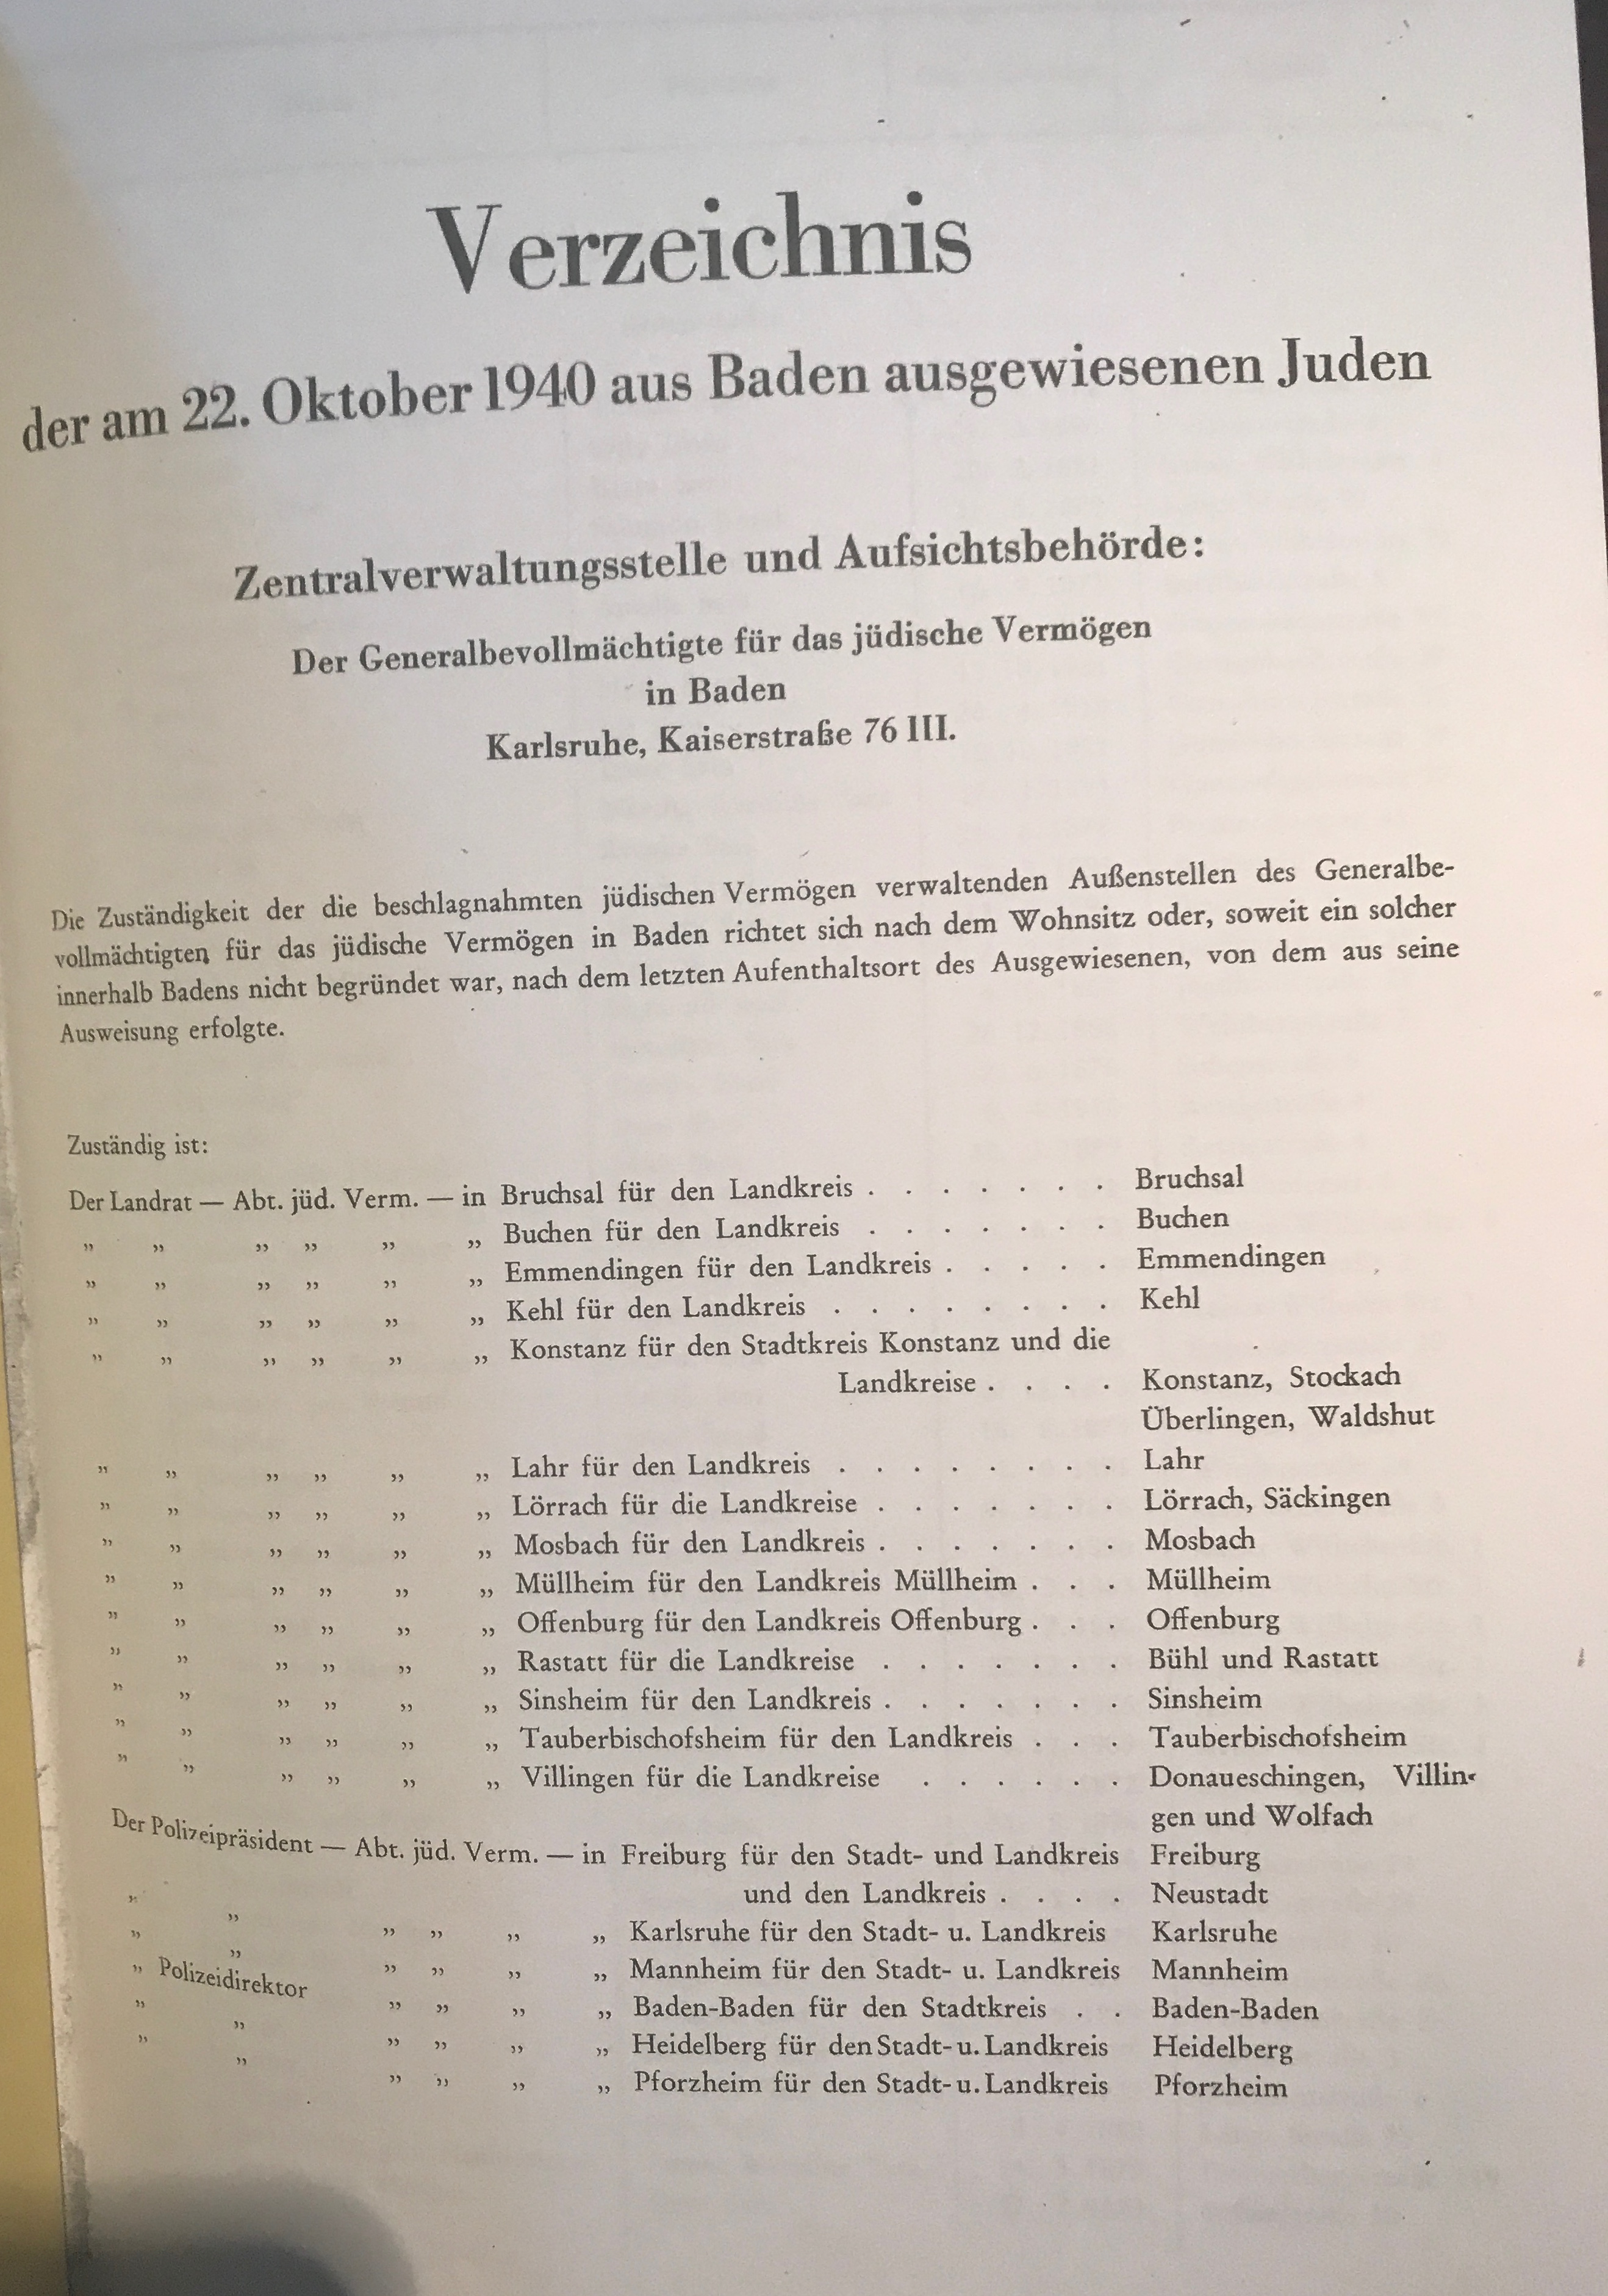 Verzeichnis
der am 22. Oktober 1940 aus Baden ausgewiesenen Juden
Zentralverwaltungsstelle und Aufsichtsbehörde:
Der Generalbevollmächtigte für das jüdische Vermögen
in Baden
Karlsruhe, Kaiserstraße 76 III.
Die Zuständigkeit der die beschlagnahmten jüdischen Vermögen verwaltenden Außenstellen des Generalbe-
vollmächtigten für das jüdische Vermögen in Baden richtet sich nach dem Wohnsitz oder, soweit ein solcher
innerhalb Badens nicht begründet war, nach dem letzten Aufenthaltsort des Ausgewiesenen, von dem aus seine
Ausweisung erfolgte.
Zuständig ist:
Der Landrat — Abt. jüd. Verm. — in Bruchsal für den Landkreis . . . . . . . Bruchsal
„ „ „ „ „ „ Buchen für den Landkreis . . . . . . . Buchen
„ „ „ „ „ „ Emmendingen für den Landkreis . . . . . Emmendingen
„ „ „ „ „ „ Kehl für den Landkreis . . . . . . . . Kehl
„ „ „ „ „ „ Konstanz für den Stadtkreis Konstanz und die
Landkreise . . . . Konstanz, Stockach
Überlingen, Waldshut
„ „ „ „ „ „ Lahr für den Landkreis . . . . . . . . Lahr
„ „ „ „ „ „ Lörrach für die Landkreise . . . . . . . Lörrach, Säckingen
„ „ „ „ „ „ Mosbach für den Landkreis . . . . . . . Mosbach
„ „ „ „ „ „ Müllheim für den Landkreis Müllheim . . . Müllheim
„ „ „ „ „ „ Offenburg für den Landkreis Offenburg . . . Offenburg
„ „ „ „ „ „ Rastatt für die Landkreise . . . . . . . Bühl und Rastatt
„ „ „ „ „ „ Sinsheim für den Landkreis . . . . . . . Sinsheim
„ „ „ „ „ „ Tauberbischofsheim für den Landkreis . . . Tauberbischofsheim
„ „ „ „ „ „ Villingen für die Landkreise . . . . . . Donaueschingen, Villin-
gen und Wolfach
Der Polizeipräsident — Abt. jüd. Verm. — in Freiburg für den Stadt- und Landkreis Freiburg
und den Landkreis . . . . Neustadt
„ „ „ „ „ „ Karlsruhe für den Stadt- u. Landkreis Karlsruhe
„ „ „ „ „ „ Mannheim für den Stadt- u. Landkreis Mannheim
„ Polizeidirektor „ „ „ „ Baden-Baden für den Stadtkreis . . Baden-Baden
„ „ „ „ „ „ Heidelberg für den Stadt- u. Landkreis Heidelberg
„ „ „ „ „ „ Pforzheim für den Stadt- u. Landkreis Pforzheim